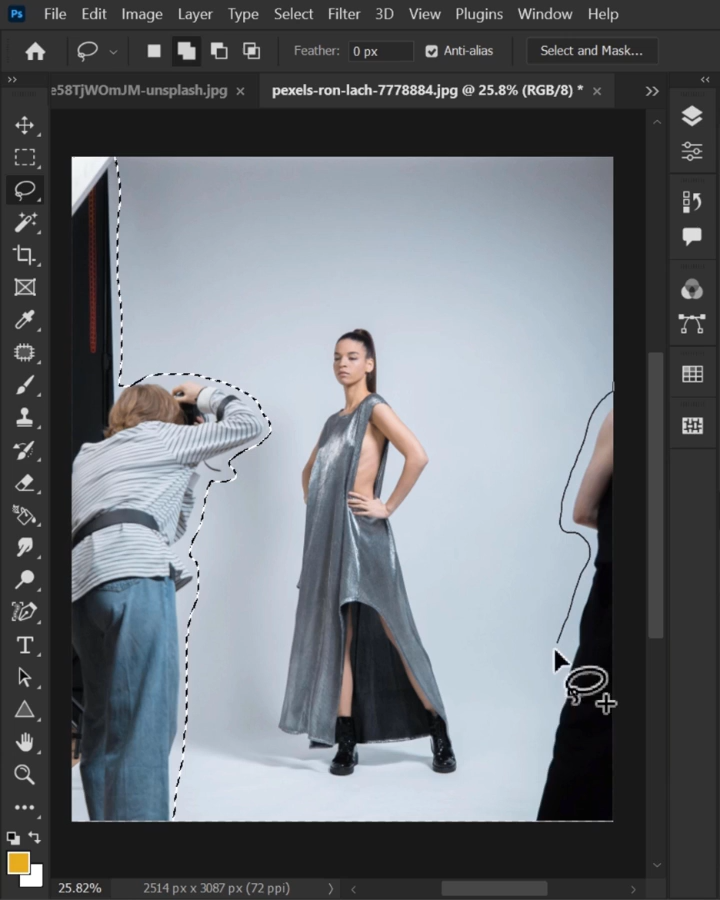 Ps File Edit Image Layer Type Select Filter 3D View Plugins Window Help
Feather: 0 px Anti-alias Select and Mask...
e58TjWOmJM-unsplash.jpg × pexels-ron-lach-7778884.jpg @ 25.8% (RGB/8) * ×
T
25.82% 2514 px x 3087 px (72 ppi)